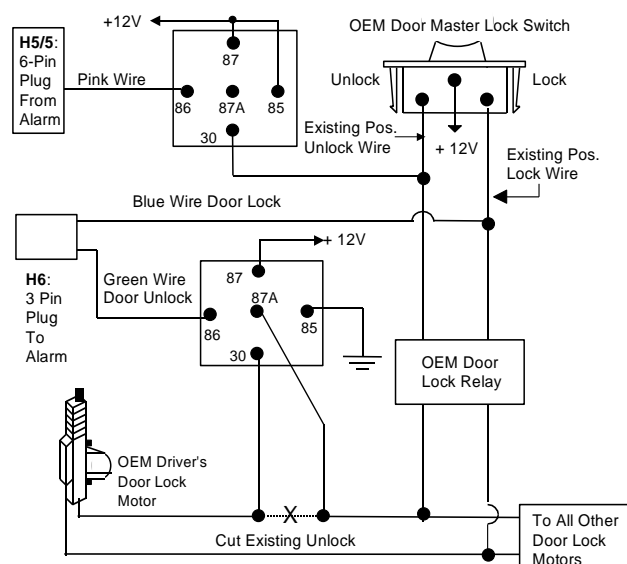 H5/5:
6-Pin
Plug
From
Alarm
Pink Wire
+12V
87
86
87A
85
30
OEM Door Master Lock Switch
Unlock
Lock
Existing Pos.
Unlock Wire
+ 12V
Existing Pos.
Lock Wire
Blue Wire Door Lock
H6:
3 Pin
Plug
To
Alarm
Green Wire
Door Unlock
+ 12V
87
87A
86
85
30
OEM Door
Lock Relay
OEM Driver's
Door Lock
Motor
X
Cut Existing Unlock
To All Other
Door Lock
Motors